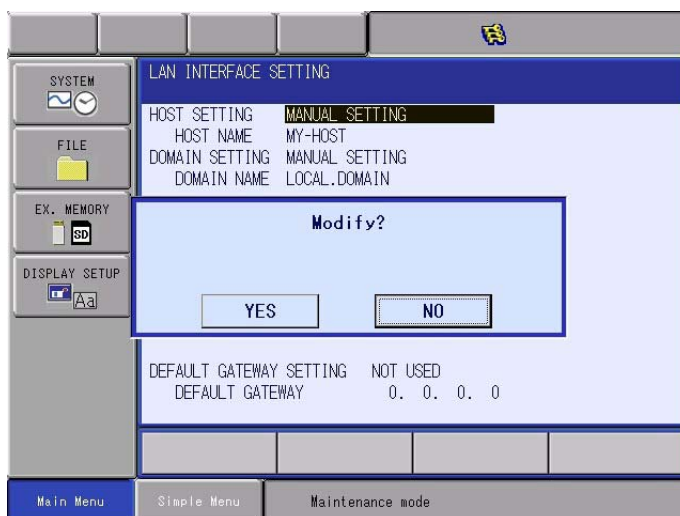 SYSTEM
FILE
EX. MEMORY
SD
DISPLAY SETUP
Aa
LAN INTERFACE SETTING
HOST SETTING MANUAL SETTING
HOST NAME MY-HOST
DOMAIN SETTING MANUAL SETTING
DOMAIN NAME LOCAL.DOMAIN
Modify?
YES NO
DEFAULT GATEWAY SETTING NOT USED
DEFAULT GATEWAY 0. 0. 0. 0
Main Menu Simple Menu Maintenance mode